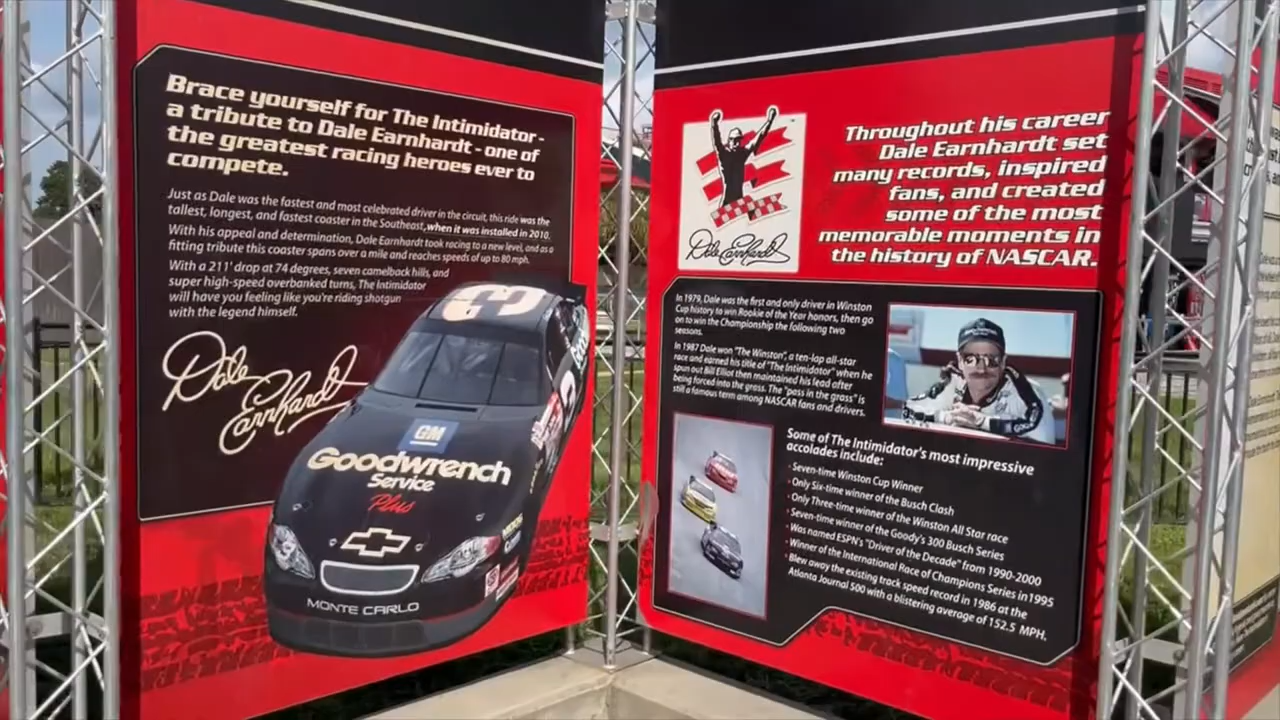 Brace yourself for The Intimidator -
a tribute to Dale Earnhardt - one of
the greatest racing heroes ever to
compete.
Just as Dale was the fastest and most celebrated driver in the circuit, this ride was the
tallest, longest, and fastest coaster in the Southeast, when it was installed in 2010.
With his appeal and determination, Dale Earnhardt took racing to a new level, and as a
fitting tribute this coaster spans over a mile and reaches speeds of up to 80 mph.
With a 211' drop at 74 degrees, seven camelback hills, and
super high-speed overbanked turns, The Intimidator
will have you feeling like you're riding shotgun
with the legend himself.
Dale
Earnhardt
3
3
GM
Goodwrench
Service
Plus
MONTE CARLO
Dale Earnhardt
Throughout his career
Dale Earnhardt set
many records, inspired
fans, and created
some of the most
memorable moments in
the history of NASCAR.
In 1979, Dale was the first and only driver in Winston
Cup history to win Rookie of the Year honors, then go
on to win the Championship the following two
seasons.
In 1987 Dale won "The Winston", a ten-lap all-star
race and earned his title of "The Intimidator" when he
spun out Bill Elliot then maintained his lead after
being forced into the grass. The "pass in the grass" is
still a famous term among NASCAR fans and drivers.
Some of The Intimidator's most impressive
accolades include:
· Seven-time Winston Cup Winner
· Only Six-time winner of the Busch Clash
· Only Three-time winner of the Winston All Star race
· Seven-time winner of the Goody's 300 Busch Series
· Was named ESPN's "Driver of the Decade" from 1990-2000
· Winner of the International Race of Champions Series in 1995
· Blew away the existing track speed record in 1986 at the
Atlanta Journal 500 with a blistering average of 152.5 MPH.